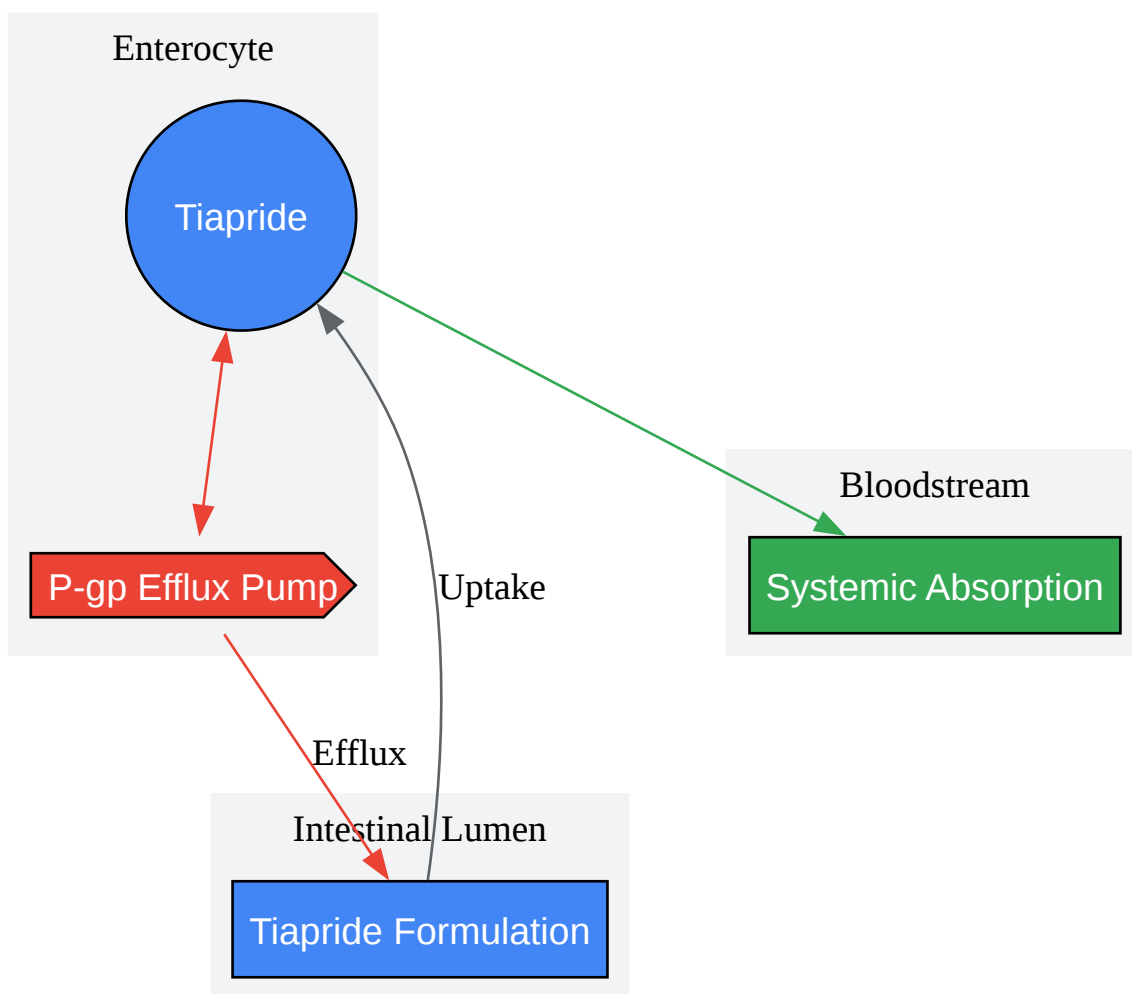 Enterocyte
Tiapride
Bloodstream
P-gp Efflux Pump
Uptake
Systemic Absorption
Efflux
Intestinal Lumen
Tiapride Formulation